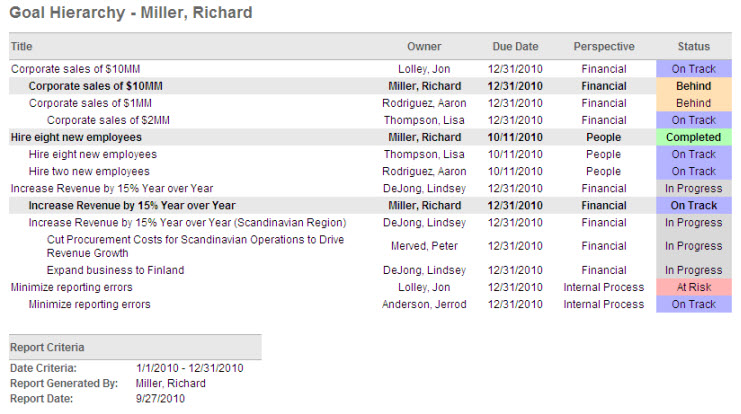 Goal Hierarchy - Miller, Richard
Title Owner Due Date Perspective Status
Corporate sales of $10MM Lolley, Jon 12/31/2010 Financial On Track
Corporate sales of $10MM Miller, Richard 12/31/2010 Financial Behind
Corporate sales of $1MM Rodriguez, Aaron 12/31/2010 Financial Behind
Corporate sales of $2MM Thompson, Lisa 12/31/2010 Financial On Track
Hire eight new employees Miller, Richard 10/11/2010 People Completed
Hire eight new employees Thompson, Lisa 10/11/2010 People On Track
Hire two new employees Rodriguez, Aaron 10/11/2010 People On Track
Increase Revenue by 15% Year over Year DeJong, Lindsey 12/31/2010 Financial In Progress
Increase Revenue by 15% Year over Year Miller, Richard 12/31/2010 Financial On Track
Increase Revenue by 15% Year over Year (Scandinavian Region) DeJong, Lindsey 12/31/2010 Financial In Progress
Cut Procurement Costs for Scandinavian Operations to Drive
Revenue Growth Merved, Peter 12/31/2010 Financial In Progress
Expand business to Finland DeJong, Lindsey 12/31/2010 Financial In Progress
Minimize reporting errors Lolley, Jon 12/31/2010 Internal Process At Risk
Minimize reporting errors Anderson, Jerrod 12/31/2010 Internal Process On Track
Report Criteria
Date Criteria: 1/1/2010 - 12/31/2010
Report Generated By: Miller, Richard
Report Date: 9/27/2010